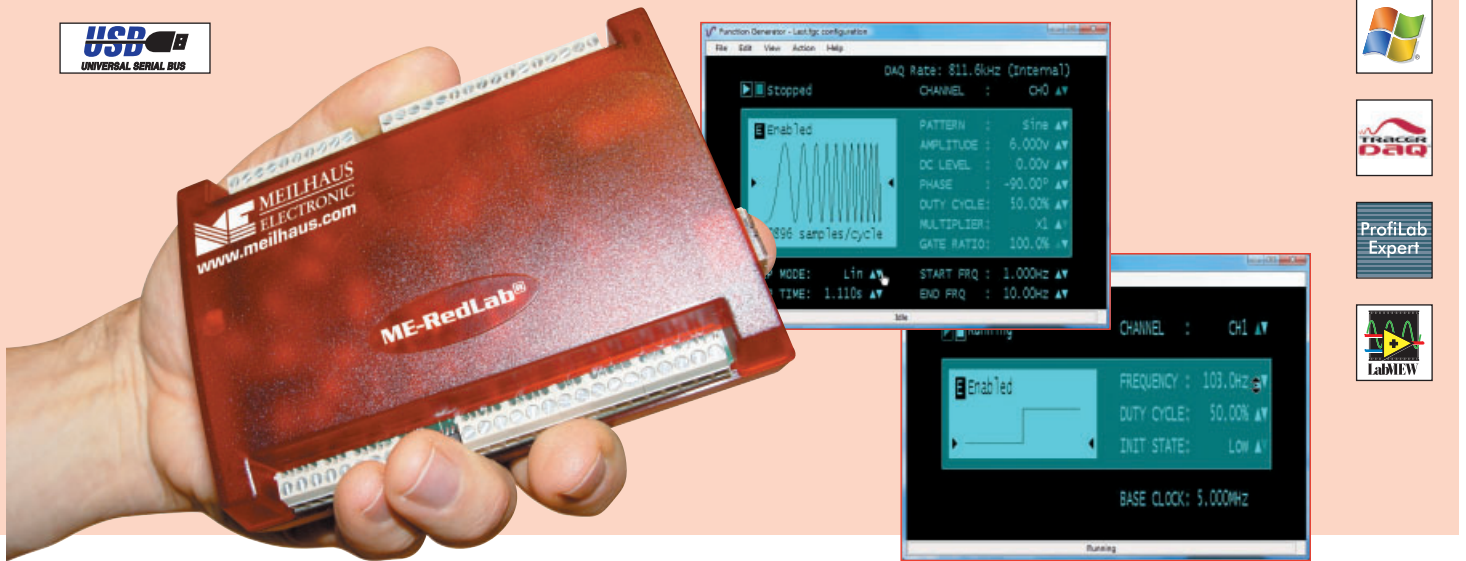 USB
UNIVERSAL SERIAL BUS
MEILHAUS
ELECTRONIC
www.meilhaus.com
ME-RedLab®
Function Generator - Last.fgc configuration
File Edit View Action Help
DAQ Rate: 811.6kHz (Internal)
Stopped
CHANNEL : CH0
E Enabled
PATTERN : Sine
AMPLITUDE : 6.000V
DC LEVEL : 0.00V
PHASE : -90.00°
DUTY CYCLE: 50.00%
MULTIPLIER: X1
GATE RATIO: 100.0%
samples/cycle
MODE: Lin
START FRQ : 1.000Hz
TIME: 1.110s
END FRQ : 10.00Hz
Idle
Running
CHANNEL : CH1
E Enabled
FREQUENCY : 103.0Hz
DUTY CYCLE: 50.00%
INIT STATE: Low
BASE CLOCK: 5.000MHz
Running
TRACER
DAQ
ProfiLab
Expert
LabVIEW